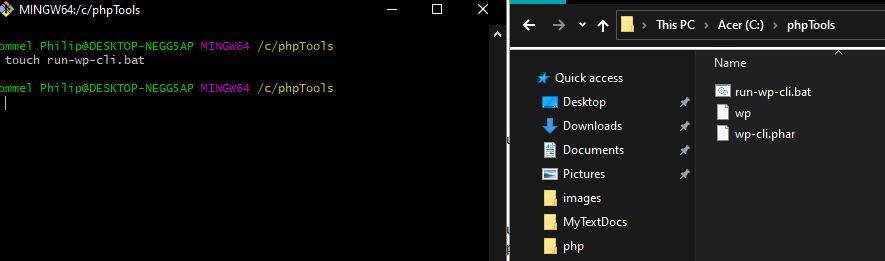 MINGW64:/c/phpTools
ommel Philip@DESKTOP-NEGG5AP MINGW64 /c/phpTools
touch run-wp-cli.bat
ommel Philip@DESKTOP-NEGG5AP MINGW64 /c/phpTools
This PC > Acer (C:) > phpTools
Name
Quick access
Desktop
Downloads
Documents
Pictures
images
MyTextDocs
php
run-wp-cli.bat
wp
wp-cli.phar